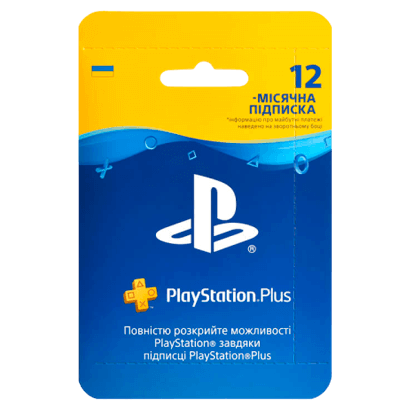 12
-МІСЯЧНА
ПІДПИСКА
*Інформацію про майбутні платежі
наведено на зворотньому боці
®
PlayStation®Plus
Повністю розкрийте можливості
PlayStation® завдяки
підписці PlayStation®Plus